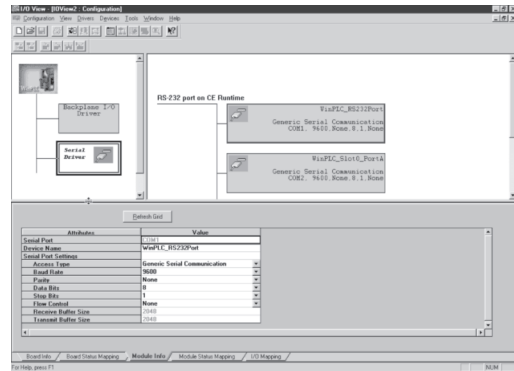 I/O View - [IOView2 : Configuration]
Configuration View Drivers Devices Tools Window Help
Backplane I/O
Driver
Serial
Driver
RS-232 port on CE Runtime
WinPLC_RS232Port
Generic Serial Communication
COM1. 9600.None.8.1.None
WinPLC_Slot0_PortA
Generic Serial Communication
COM2. 9600.None.8.1.None
Refresh Grid
Attributes Value
Serial Port COM1
Device Name WinPLC_RS232Port
Serial Port Settings
Access Type Generic Serial Communication
Baud Rate 9600
Parity None
Data Bits 8
Stop Bits 1
Flow Control None
Receive Buffer Size 2048
Transmit Buffer Size 2048
Board Info Board Status Mapping Module Info Module Status Mapping I/O Mapping
For Help, press F1 NUM